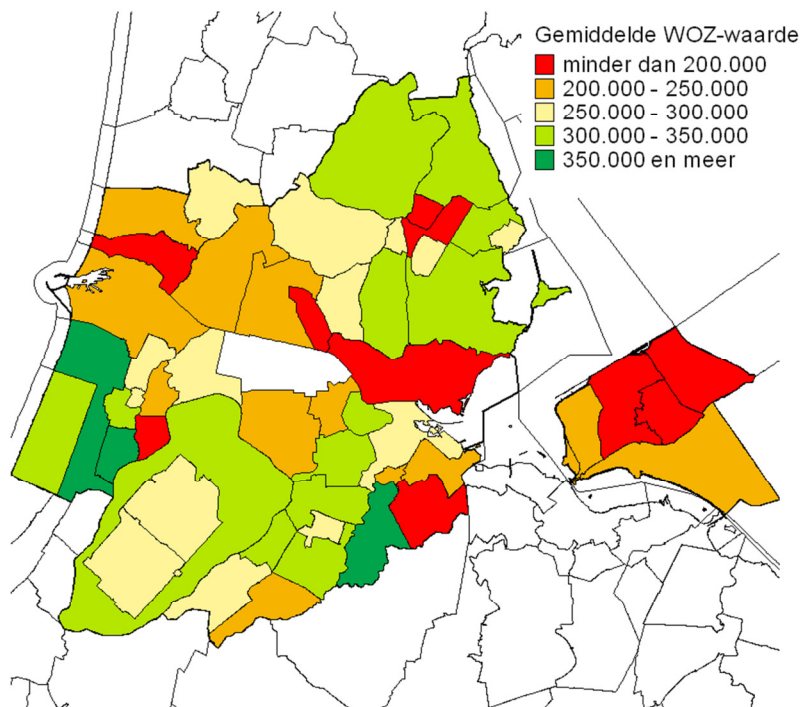 Gemiddelde WOZ-waarde
minder dan 200.000
200.000 - 250.000
250.000 - 300.000
300.000 - 350.000
350.000 en meer